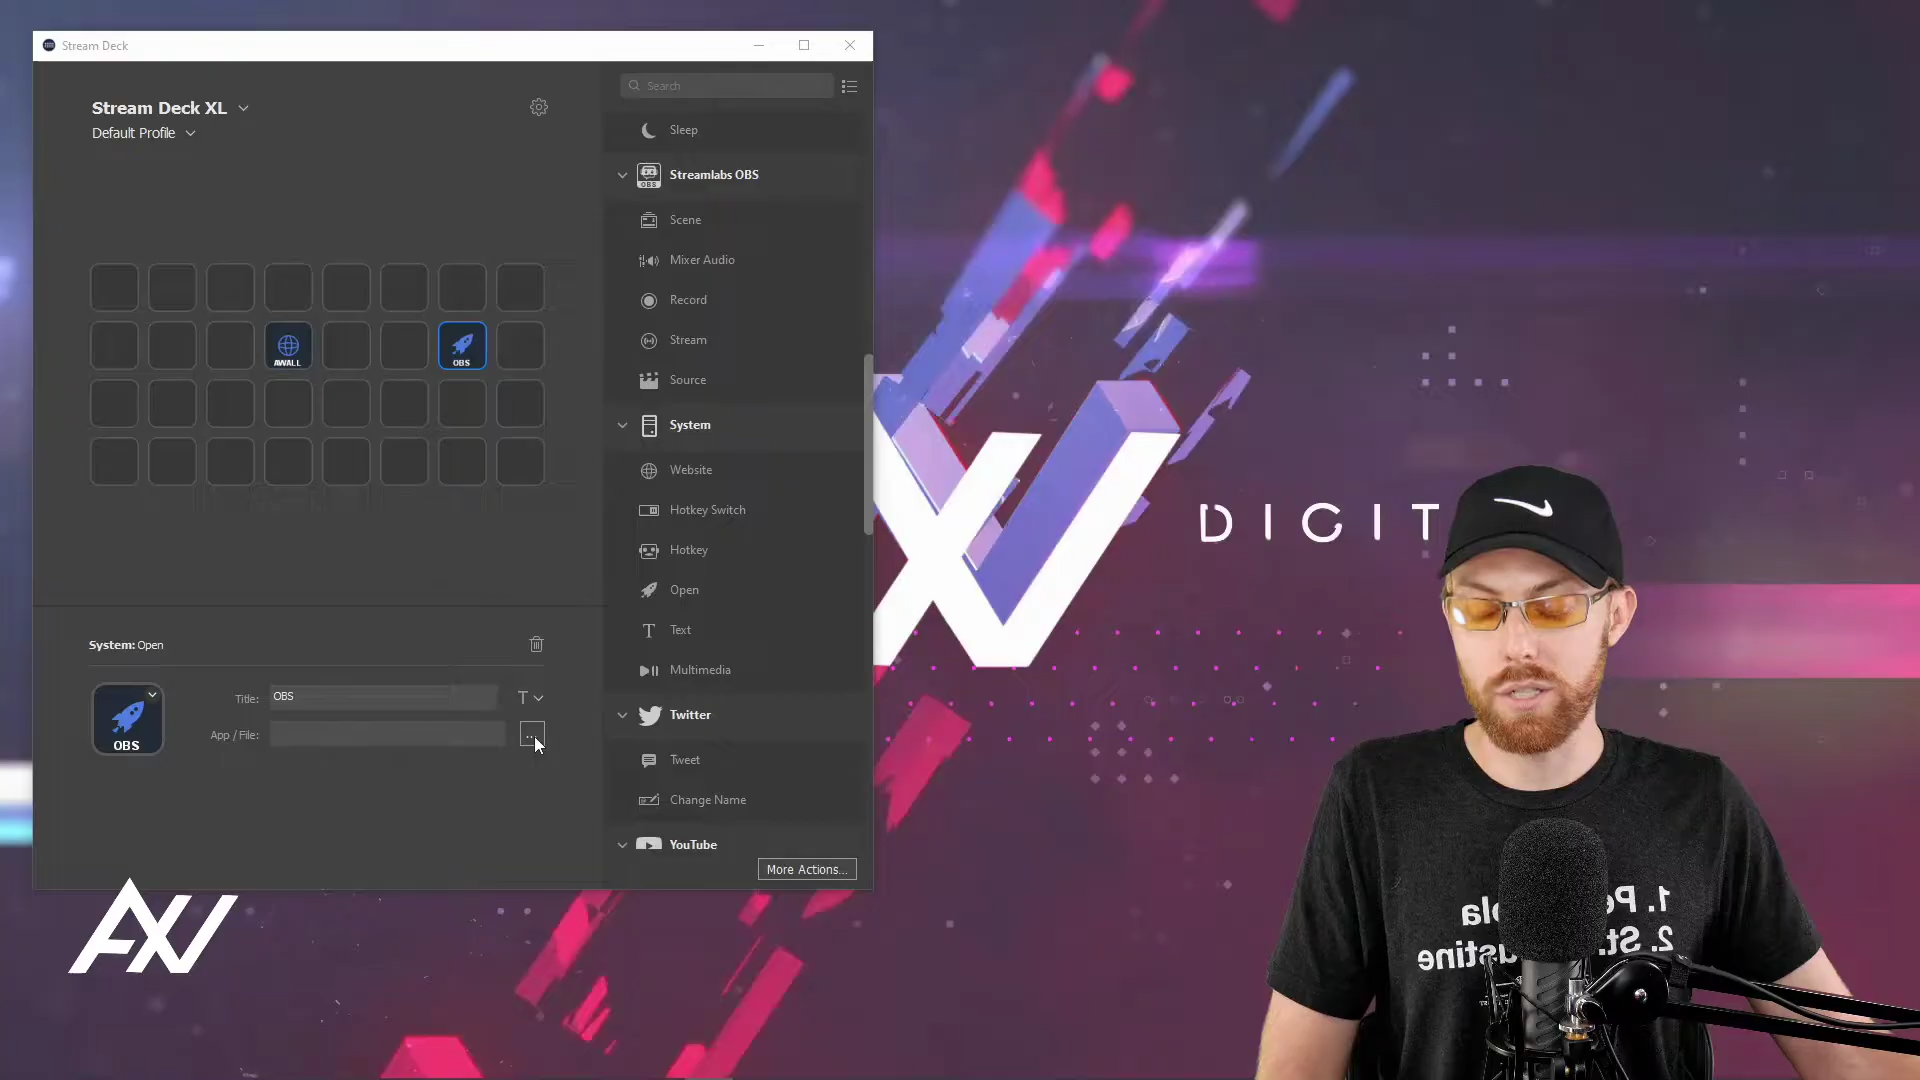 Stream Deck
Stream Deck XL
Default Profile
AWALL
OBS
System: Open
OBS
Title:
OBS
T
App / File:
...
Search
Sleep
OBS
Streamlabs OBS
Scene
Mixer Audio
Record
Stream
Source
System
Website
Hotkey Switch
Hotkey
Open
Text
Multimedia
Twitter
Tweet
Change Name
YouTube
More Actions...
DIGIT
AW